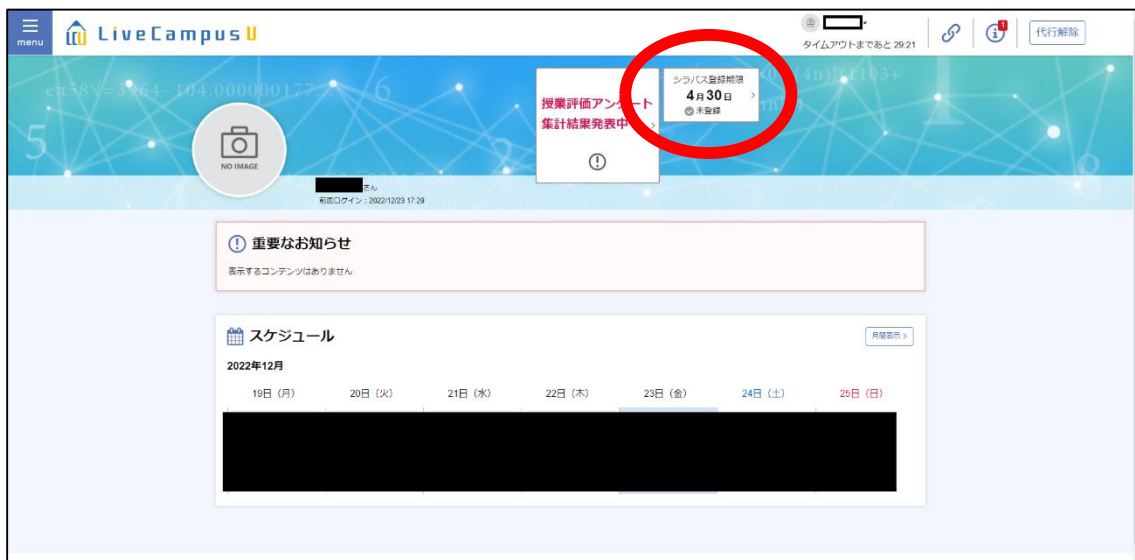 menu
LiveCampusU
タイムアウトまであと 29:21
1
代行解除
授業評価アンケート
集計結果発表中
シラバス登録期限
4月30日
未登録
NO IMAGE
さん
前回ログイン：2022/12/23 17:29
重要なお知らせ
表示するコンテンツはありません
スケジュール
月間表示
2022年12月
19日（月） 20日（火） 21日（水） 22日（木） 23日（金） 24日（土） 25日（日）